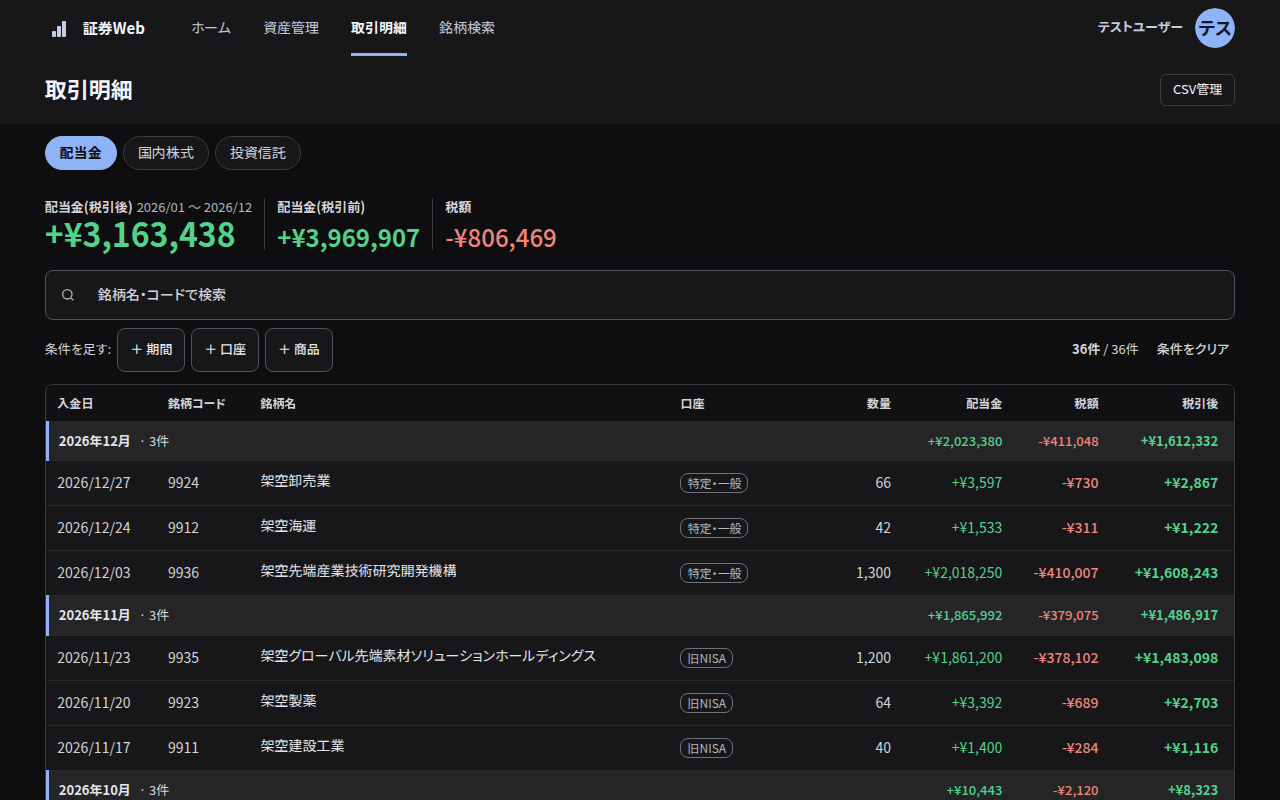 証券Web ホーム 資産管理 取引明細 銘柄検索 テストユーザー テス
取引明細 CSV管理
配当金 国内株式 投資信託
配当金(税引後) 2026/01 〜 2026/12 配当金(税引前) 税額
+¥3,163,438 +¥3,969,907 -¥806,469
銘柄名・コードで検索
条件を足す: + 期間 + 口座 + 商品 36件 / 36件 条件をクリア
入金日 銘柄コード 銘柄名 口座 数量 配当金 税額 税引後
2026年12月 · 3件 +¥2,023,380 -¥411,048 +¥1,612,332
2026/12/27 9924 架空卸売業 特定・一般 66 +¥3,597 -¥730 +¥2,867
2026/12/24 9912 架空海運 特定・一般 42 +¥1,533 -¥311 +¥1,222
2026/12/03 9936 架空先端産業技術研究開発機構 特定・一般 1,300 +¥2,018,250 -¥410,007 +¥1,608,243
2026年11月 · 3件 +¥1,865,992 -¥379,075 +¥1,486,917
2026/11/23 9935 架空グローバル先端素材ソリューションホールディングス 旧NISA 1,200 +¥1,861,200 -¥378,102 +¥1,483,098
2026/11/20 9923 架空製薬 旧NISA 64 +¥3,392 -¥689 +¥2,703
2026/11/17 9911 架空建設工業 旧NISA 40 +¥1,400 -¥284 +¥1,116
2026年10月 · 3件 +¥10,443 -¥2,120 +¥8,323